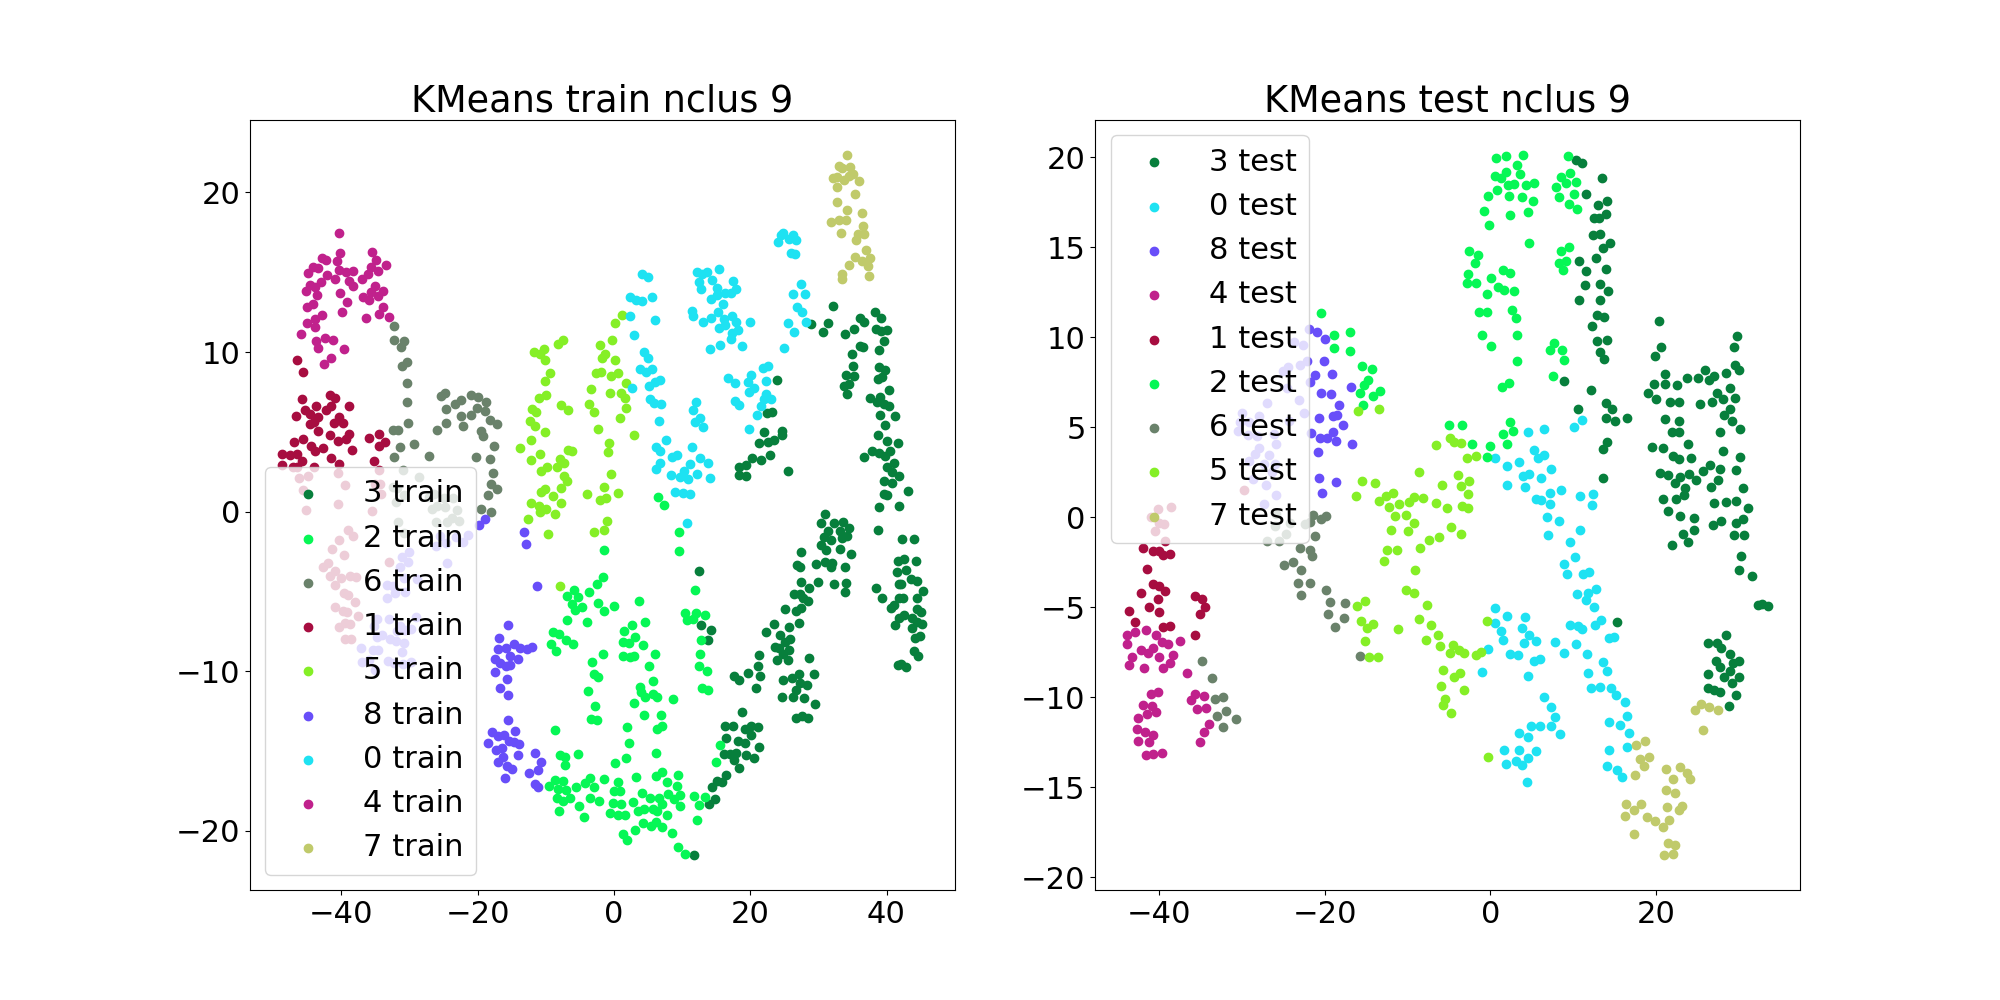 KMeans train nclus 9
20
10
0
−10
−20
3 train
2 train
6 train
1 train
5 train
8 train
0 train
4 train
7 train
−40
−20
0
20
40
KMeans test nclus 9
20
15
10
5
0
−5
−10
−15
−20
3 test
0 test
8 test
4 test
1 test
2 test
6 test
5 test
7 test
−40
−20
0
20